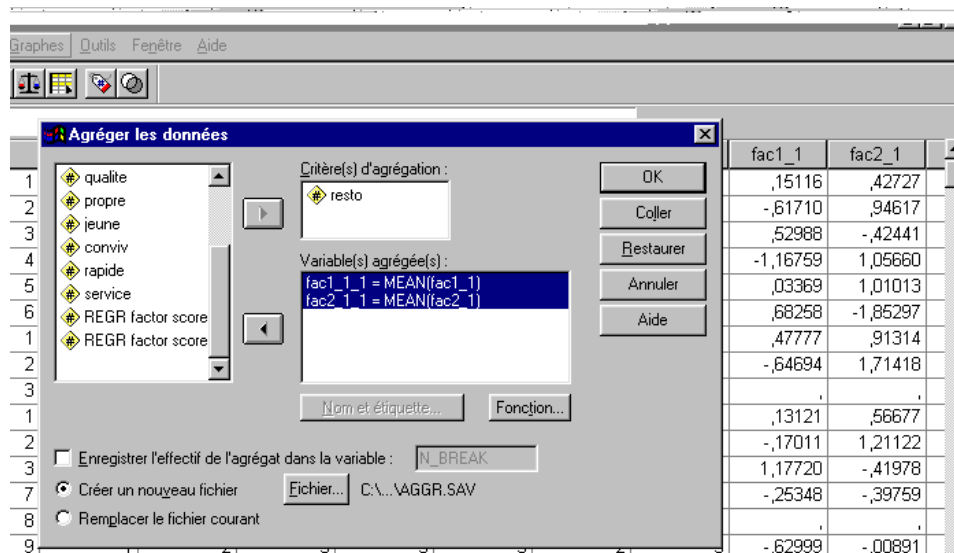 Graphes Outils Fenêtre Aide
Agréger les données
qualite
propre
jeune
conviv
rapide
service
REGR factor score
REGR factor score
Critère(s) d'agrégation :
resto
Variable(s) agrégée(s) :
fac1_1_1 = MEAN(fac1_1)
fac2_1_1 = MEAN(fac2_1)
Nom et étiquette...
Fonction...
OK
Coller
Restaurer
Annuler
Aide
Enregistrer l'effectif de l'agrégat dans la variable : N_BREAK
Créer un nouveau fichier Fichier... C:\...\AGGR.SAV
Remplacer le fichier courant
fac1_1 fac2_1
1 ,15116 ,42727
2 -,61710 ,94617
3 ,52988 -,42441
4 -1,16759 1,05660
5 ,03369 1,01013
6 ,68258 -1,85297
1 ,47777 ,91314
2 -,64694 1,71418
3 , ,
1 ,13121 ,56677
2 -,17011 1,21122
3 1,17720 -,41978
7 -,25348 -,39759
8 , ,
9 -,62999 -,00891